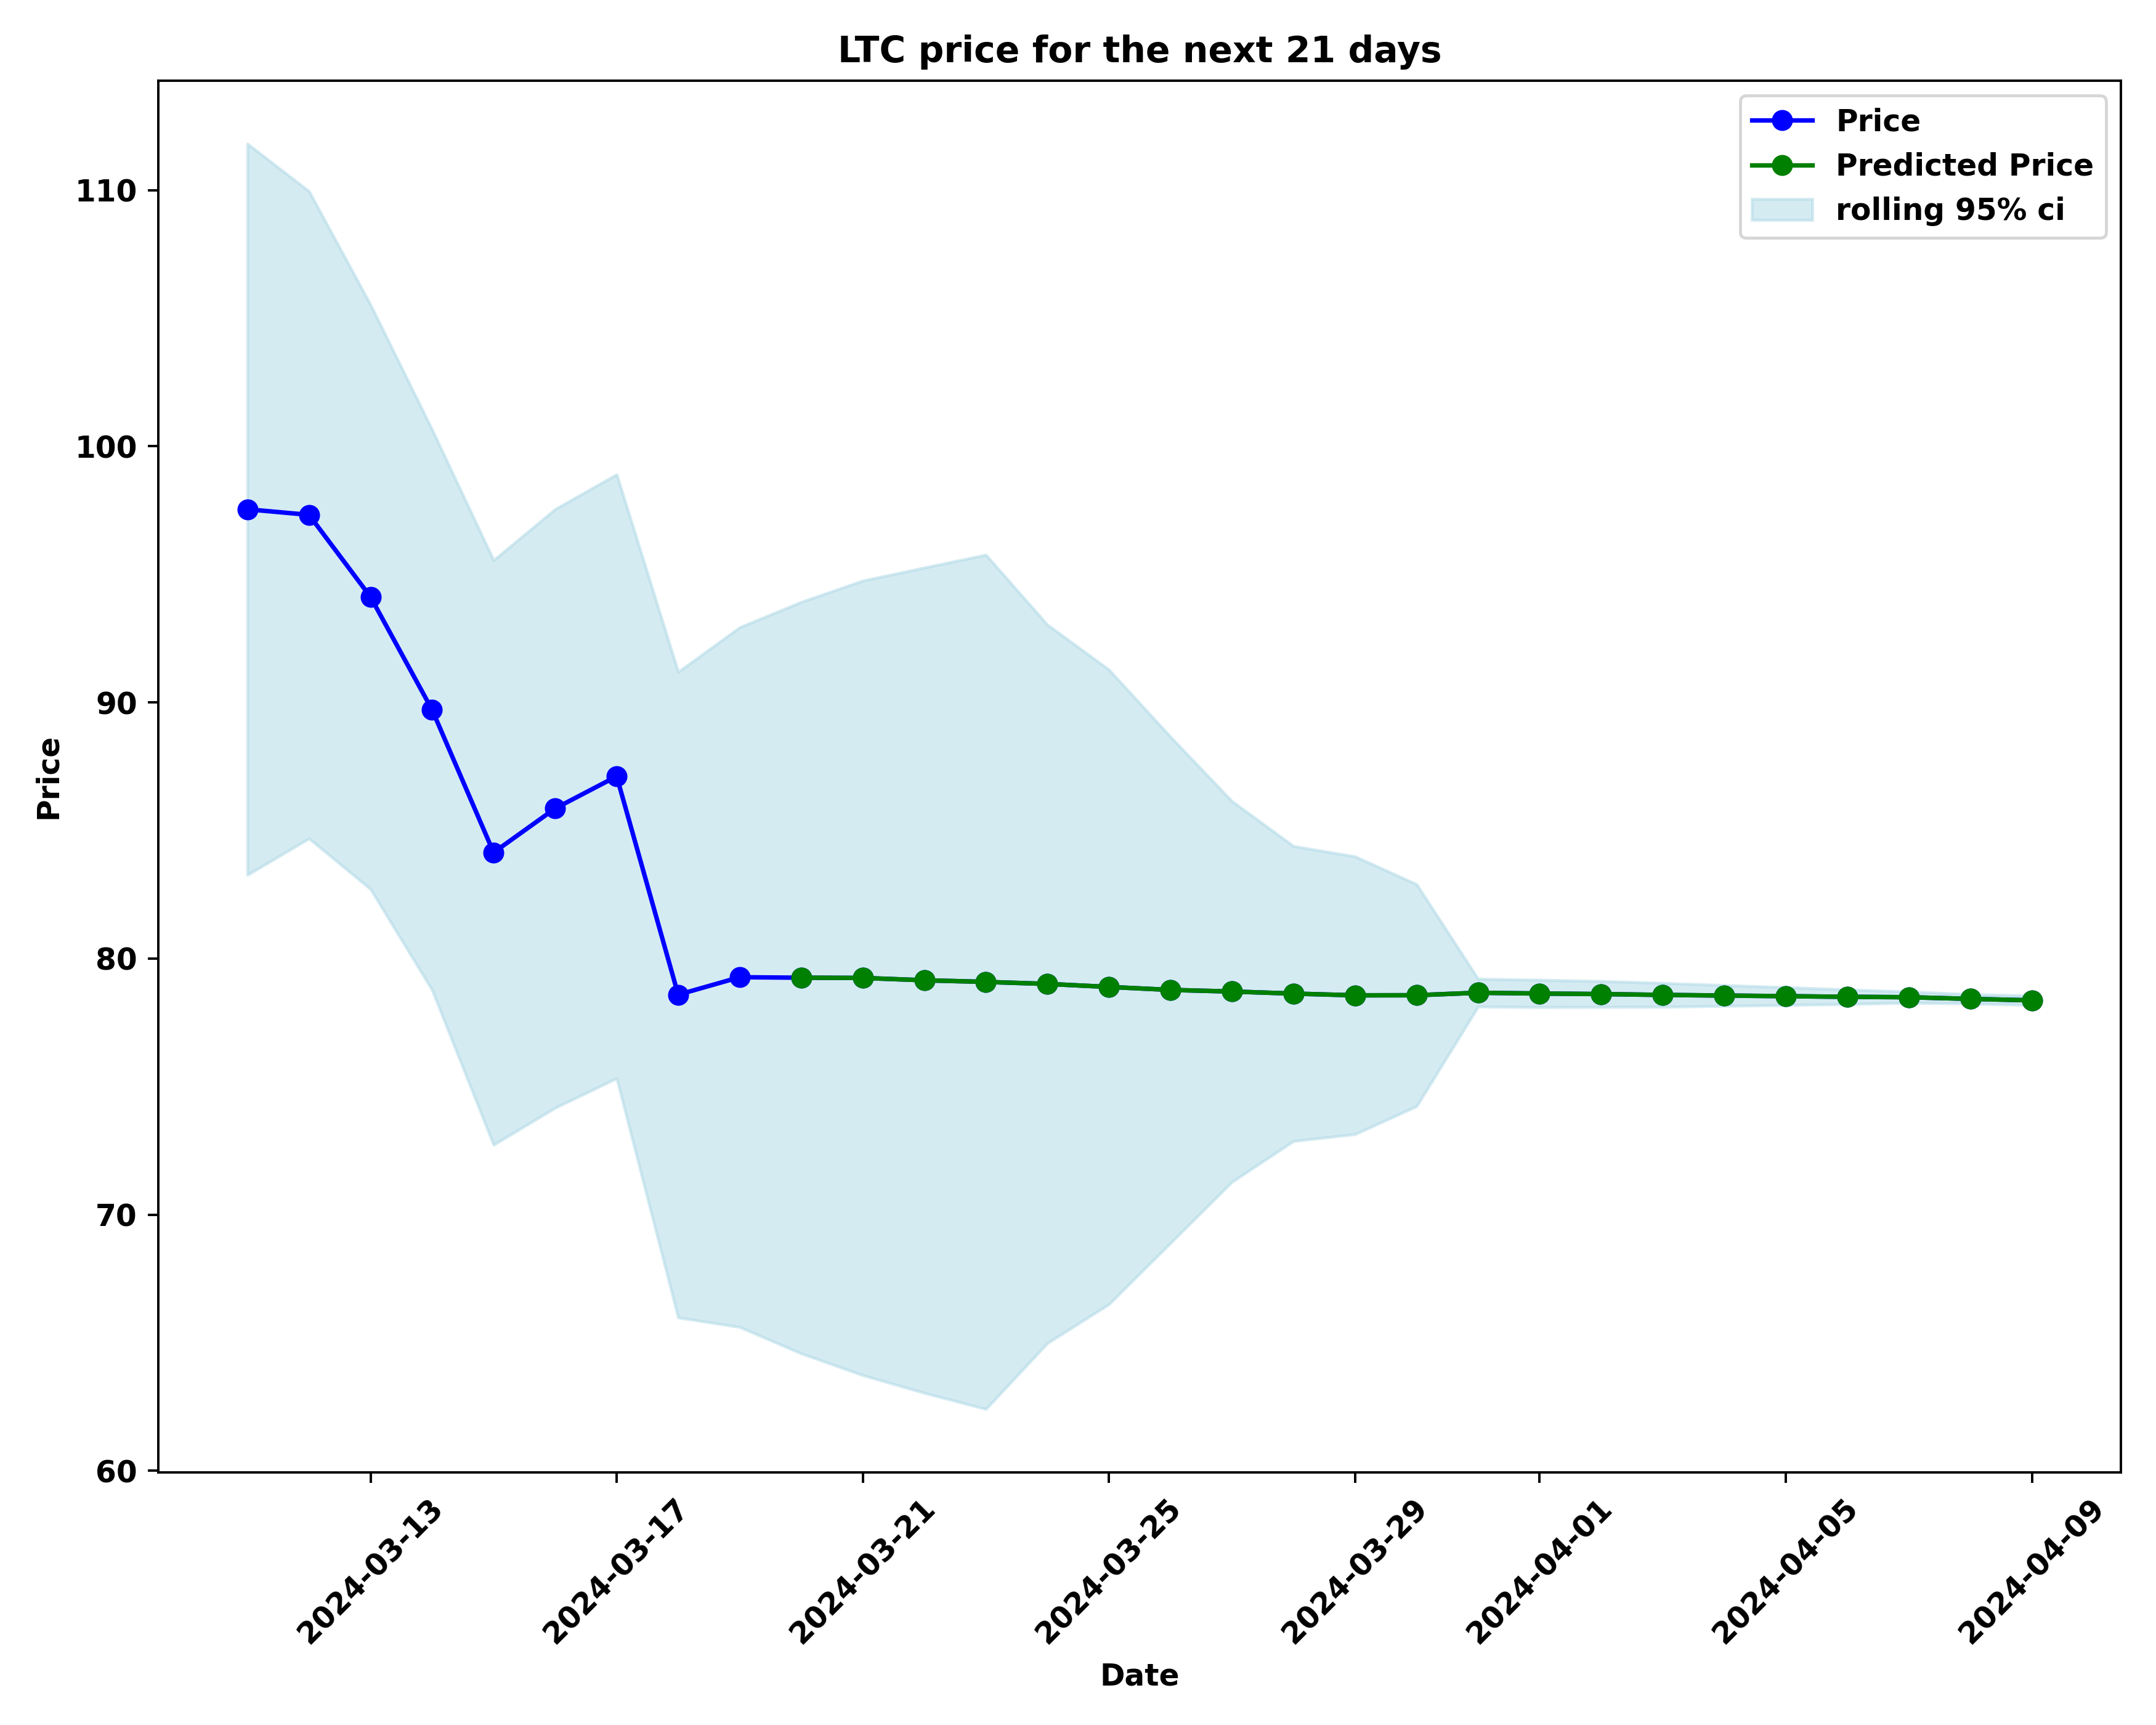 LTC price for the next 21 days
Price
Predicted Price
rolling 95% ci
110
100
90
80
70
60
Price
2024-03-13
2024-03-17
2024-03-21
2024-03-25
2024-03-29
2024-04-01
2024-04-05
2024-04-09
Date